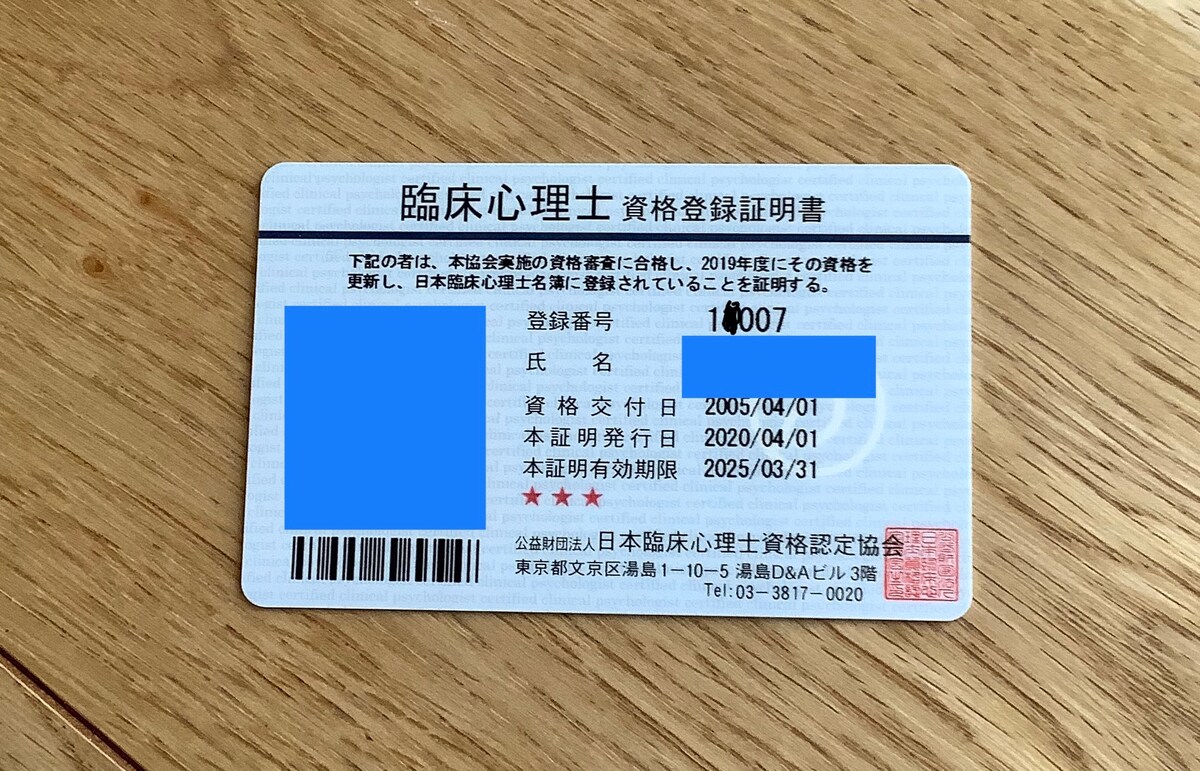 臨床心理士 資格登録証明書
下記の者は、本協会実施の資格審査に合格し、2019年度にその資格を
更新し、日本臨床心理士名簿に登録されていることを証明する。
登録番号 1 007
氏 名
資格交付日 2005/04/01
本証明発行日 2020/04/01
本証明有効期限 2025/03/31
★★★
公益財団法人日本臨床心理士資格認定協会
東京都文京区湯島1-10-5 湯島D&Aビル 3階
Tel:03-3817-0020